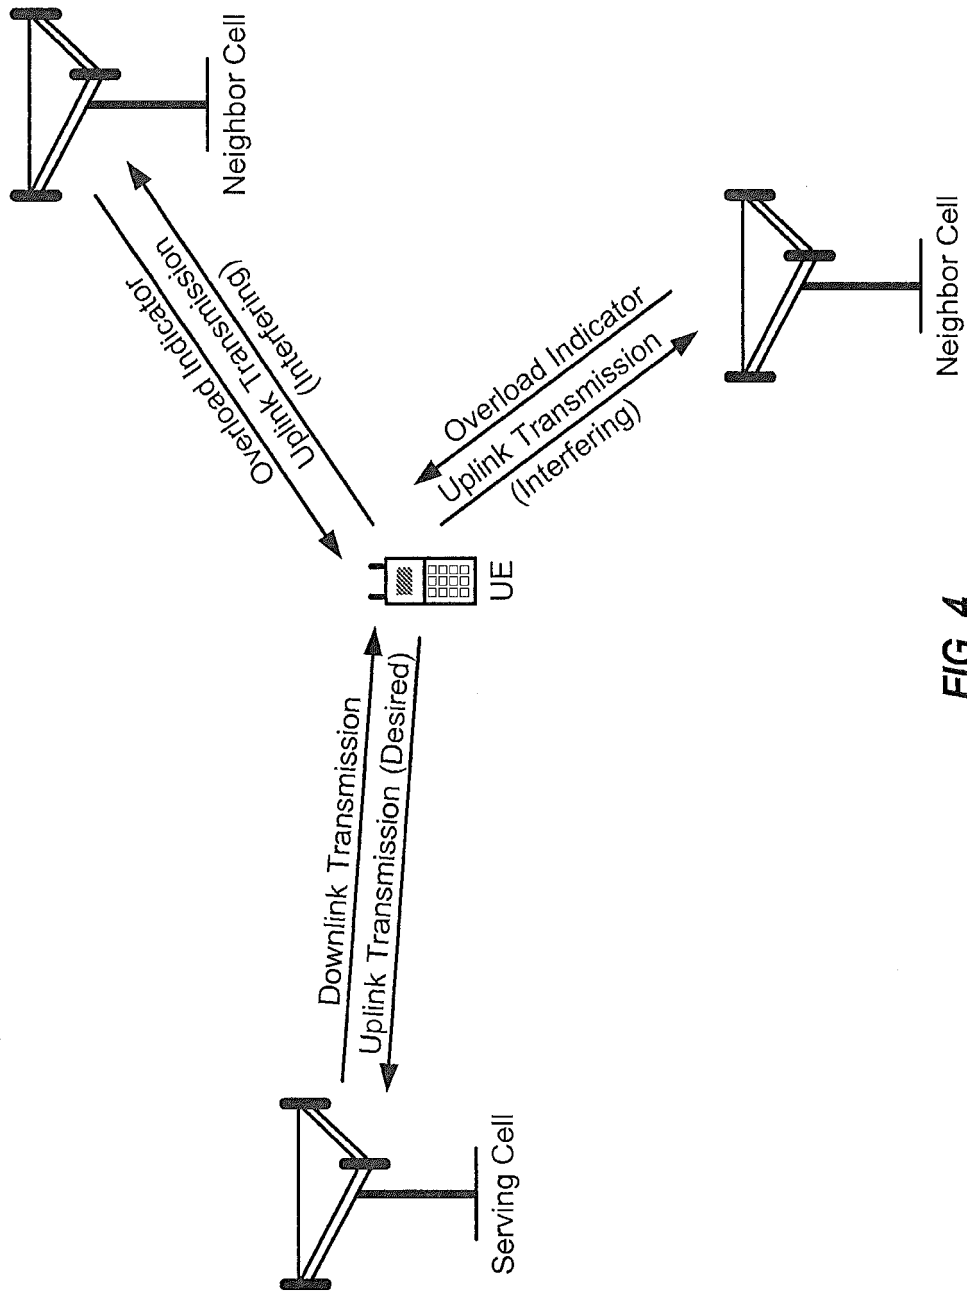 Neighbor Cell
Overload Indicator
Uplink Transmission
(Interfering)
Downlink Transmission
Uplink Transmission (Desired)
UE
Overload Indicator
Uplink Transmission
(Interfering)
Serving Cell
Neighbor Cell
FIG. 4